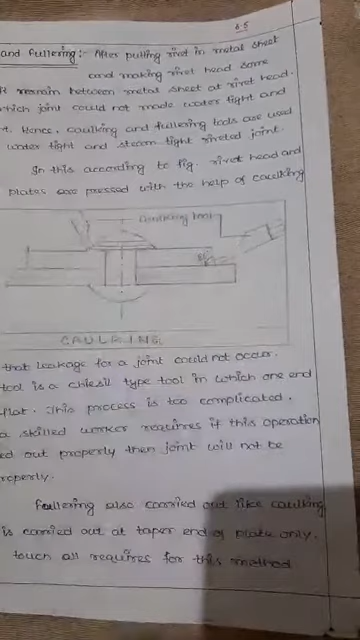 65
and Fullering:- After putting rivet in metal sheet
and making rivet head some
remain between metal sheet at rivet head.
which joint could not made water tight and
Hence, caulking and fullering tools are used
water tight and steam tight riveted joint.
In this according to fig. rivet head and
plates are pressed with the help of caulking
Caulking tool
CAULKING
that leakage for a joint could not occur.
tool is a chiesil type tool in which one end
flat. This process is too complicated.
a skilled worker requires if this operation
ed out properly then joint will not be
roperly.
Fullering also carried out like caulking
is carried out at taper end of plate only.
touch all requires for this method